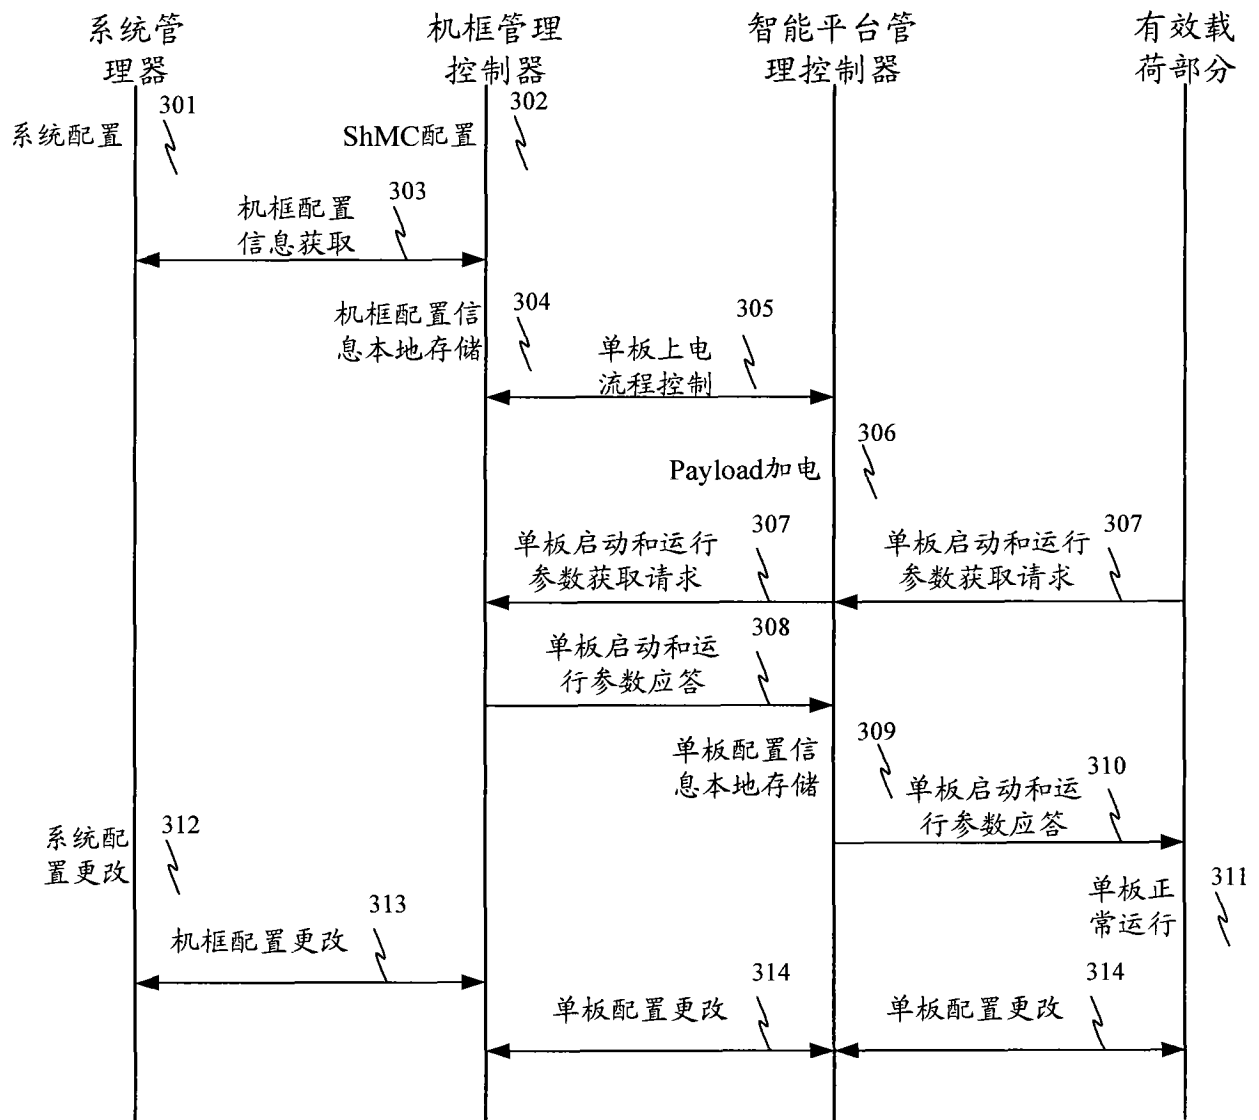 系统管
理器
机框管理
控制器
智能平台管
理控制器
有效载
荷部分
301
系统配置
302
ShMC配置
303
机框配置
信息获取
304
机框配置信
息本地存储
305
单板上电
流程控制
306
Payload加电
307
单板启动和运行
参数获取请求
307
单板启动和运行
参数获取请求
308
单板启动和运
行参数应答
309
单板配置信
息本地存储
310
单板启动和运
行参数应答
312
系统配
置更改
311
单板正
常运行
313
机框配置更改
314
单板配置更改
314
单板配置更改